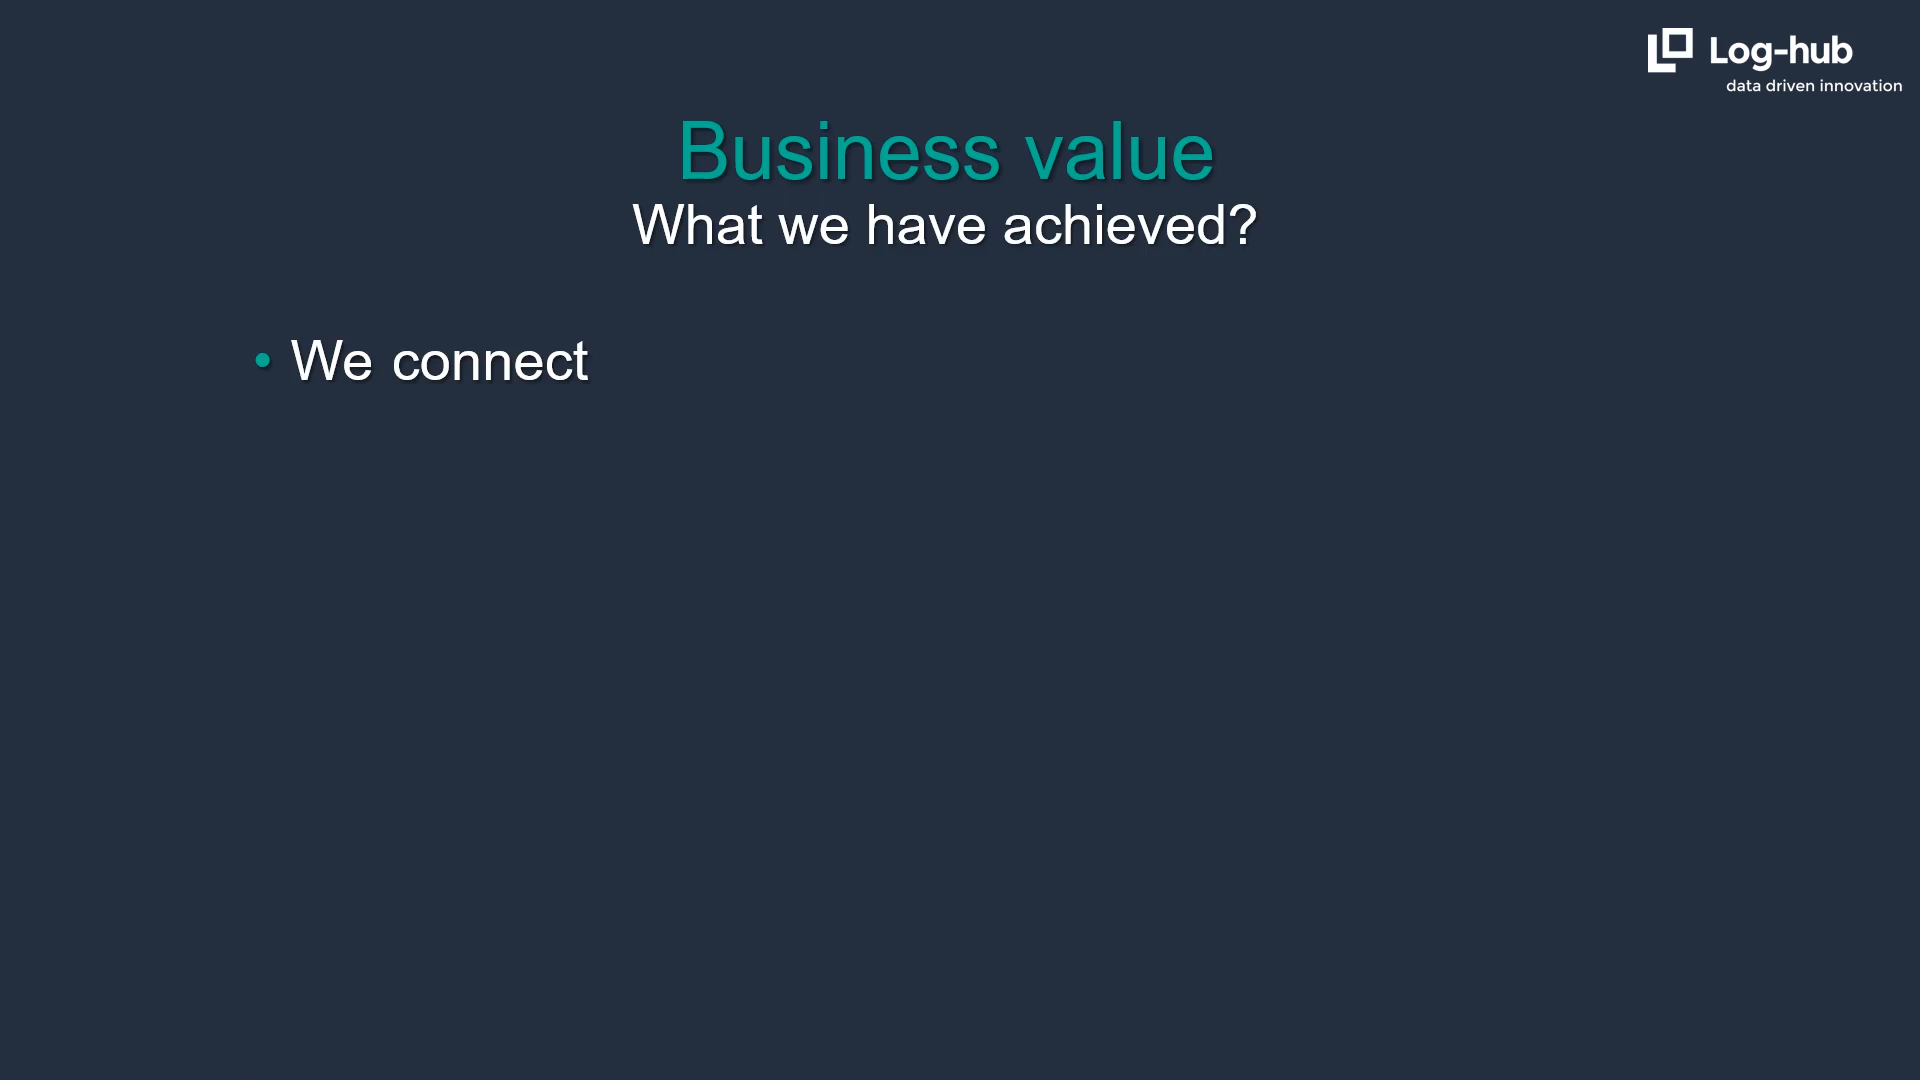 Log-hub
data driven innovation
Business value
What we have achieved?
• We connect